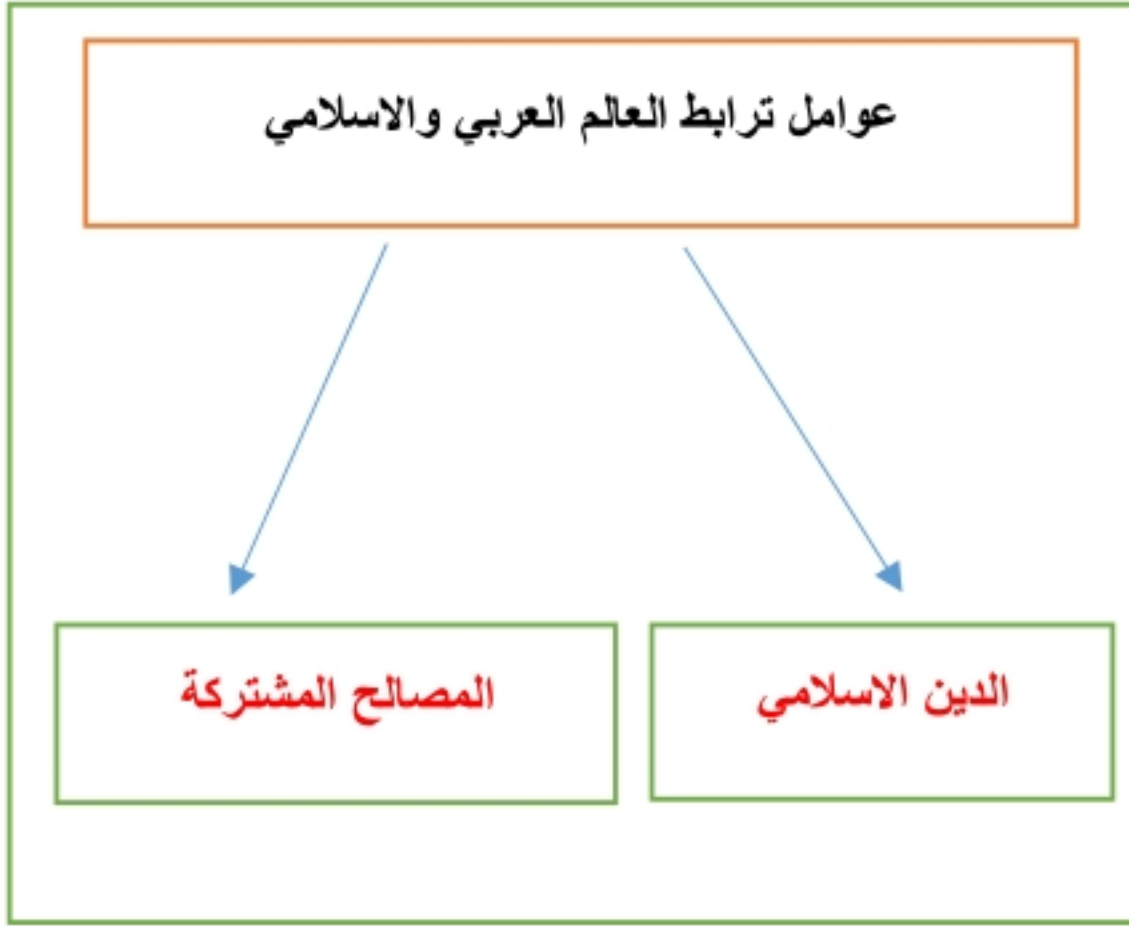 عوامل ترابط العالم العربي والاسلامي
الدين الاسلامي
المصالح المشتركة